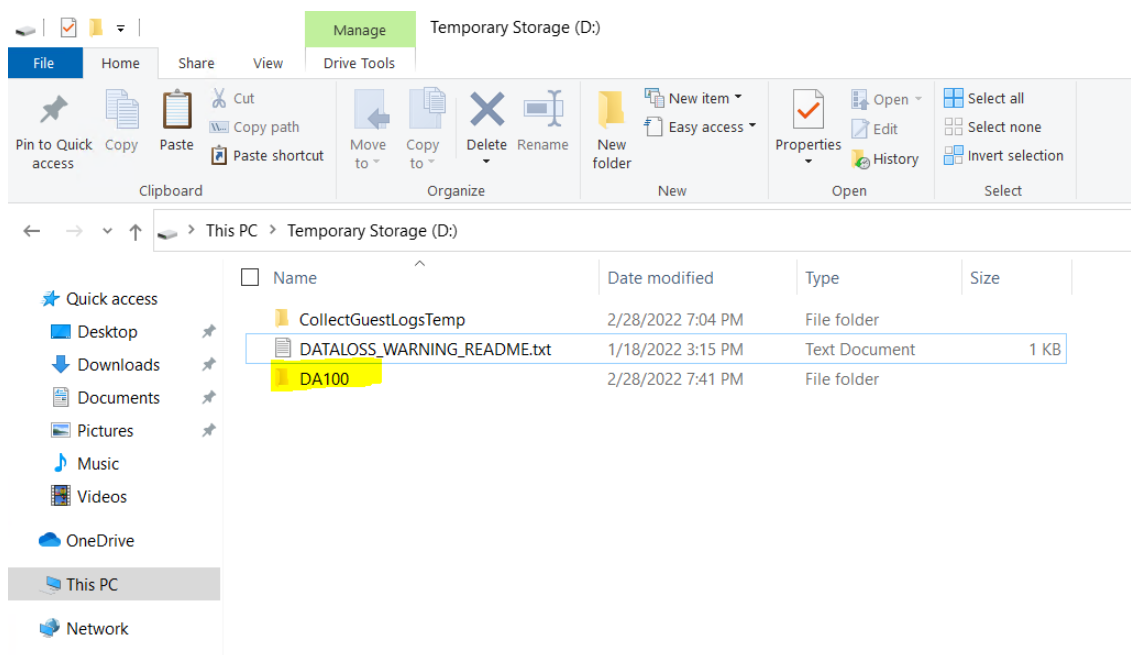 Manage
Temporary Storage (D:)
File Home Share View Drive Tools
Pin to Quick access
Copy
Paste
Cut
Copy path
Paste shortcut
Clipboard
Move to
Copy to
Delete
Rename
Organize
New folder
New item
Easy access
New
Properties
Open
Edit
History
Open
Select all
Select none
Invert selection
Select
This PC > Temporary Storage (D:)
Name Date modified Type Size
Quick access
Desktop
Downloads
Documents
Pictures
Music
Videos
OneDrive
This PC
Network
CollectGuestLogsTemp 2/28/2022 7:04 PM File folder
DATALOSS_WARNING_README.txt 1/18/2022 3:15 PM Text Document 1 KB
DA100 2/28/2022 7:41 PM File folder